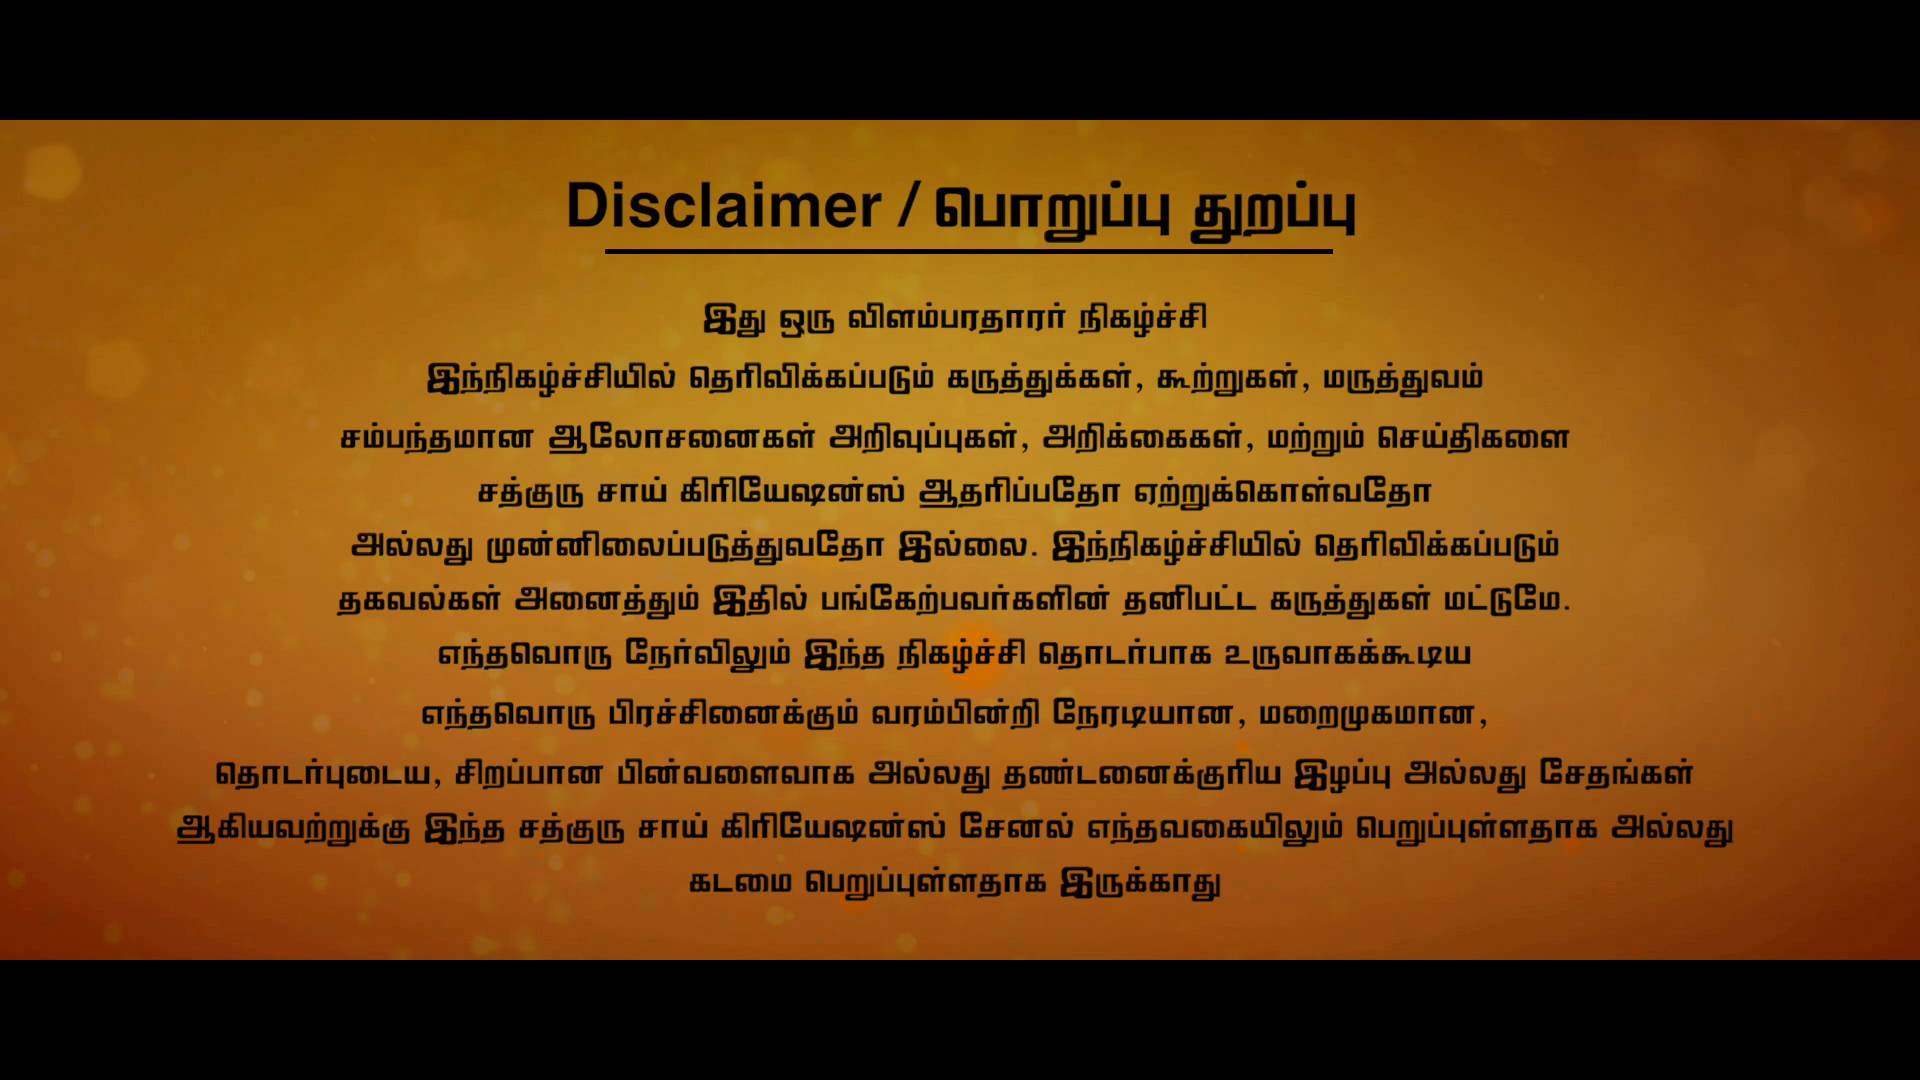 Disclaimer / பொறுப்பு துறப்பு
இது ஒரு விளம்பரதாரர் நிகழ்ச்சி
இந்நிகழ்ச்சியில் தெரிவிக்கப்படும் கருத்துக்கள், கூற்றுகள், மருத்துவம்
சம்பந்தமான ஆலோசனைகள் அறிவுப்புகள், அறிக்கைகள், மற்றும் செய்திகளை
சத்குரு சாய் கிரியேஷன்ஸ் ஆதரிப்பதோ ஏற்றுக்கொள்வதோ
அல்லது முன்னிலைப்படுத்துவதோ இல்லை. இந்நிகழ்ச்சியில் தெரிவிக்கப்படும்
தகவல்கள் அனைத்தும் இதில் பங்கேற்பவர்களின் தனிபட்ட கருத்துகள் மட்டுமே.
எந்தவொரு நேர்விலும் இந்த நிகழ்ச்சி தொடர்பாக உருவாகக்கூடிய
எந்தவொரு பிரச்சினைக்கும் வரம்பின்றி நேரடியான, மறைமுகமான,
தொடர்புடைய, சிறப்பான பின்வளைவாக அல்லது தண்டனைக்குரிய இழப்பு அல்லது சேதங்கள்
ஆகியவற்றுக்கு இந்த சத்குரு சாய் கிரியேஷன்ஸ் சேனல் எந்தவகையிலும் பெறுப்புள்ளதாக அல்லது
கடமை பெறுப்புள்ளதாக இருக்காது